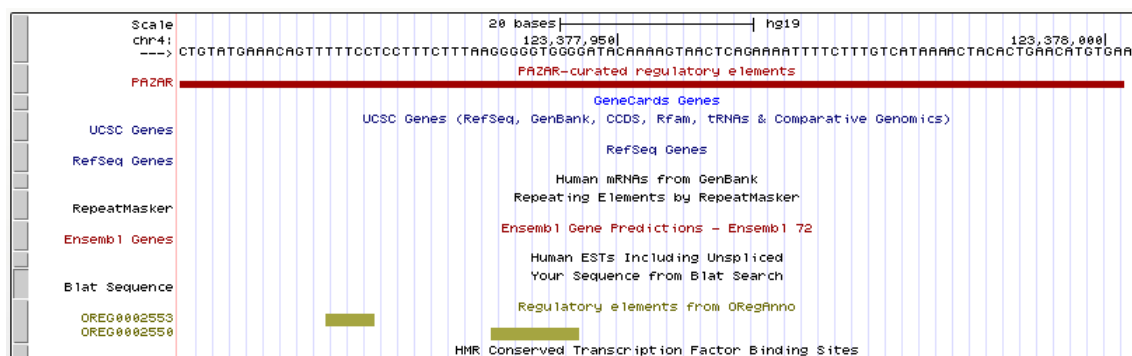 Scale 20 bases hg19
chr4: 123,377,950 123,378,000
---> CTGTATGAAACAGTTTTTCCTCCTTTCTTTAAGGGGGTGGGGATACAAAAGTAACTCAGAAAATTTTCTTTGTCATAAAACTACACTGAACATGTGAA
PAZAR-curated regulatory elements
PAZAR
GeneCards Genes
UCSC Genes (RefSeq, GenBank, CCDS, Rfam, tRNAs & Comparative Genomics)
UCSC Genes
RefSeq Genes
RefSeq Genes
Human mRNAs from GenBank
Repeating Elements by RepeatMasker
RepeatMasker
Ensembl Gene Predictions - Ensembl 72
Ensembl Genes
Human ESTs Including Unspliced
Your Sequence from Blat Search
Blat Sequence
Regulatory elements from ORegAnno
OREG0002553
OREG0002550
HMR Conserved Transcription Factor Binding Sites